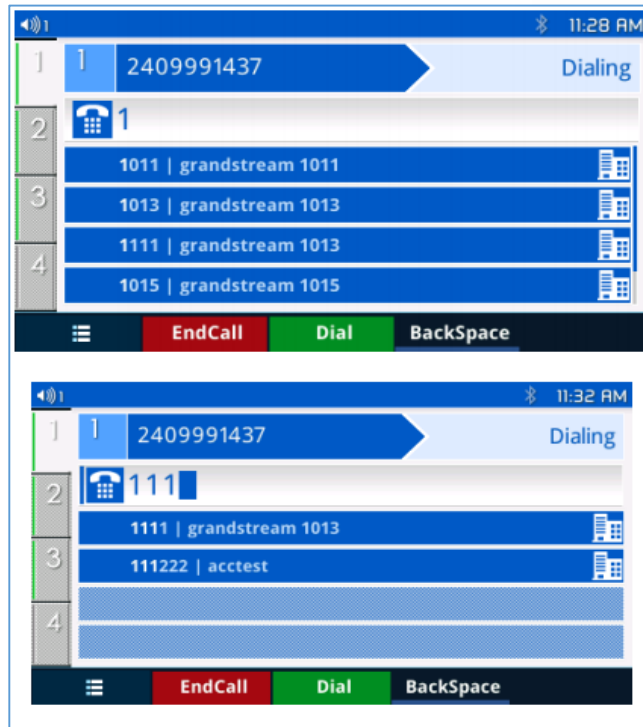 1 11:28 AM
1 1 2409991437 Dialing
2 1
1011 | grandstream 1011
3 1013 | grandstream 1013
1111 | grandstream 1013
4 1015 | grandstream 1015
EndCall Dial BackSpace
1 11:32 AM
1 1 2409991437 Dialing
2 111
1111 | grandstream 1013
3 111222 | acctest
4
EndCall Dial BackSpace